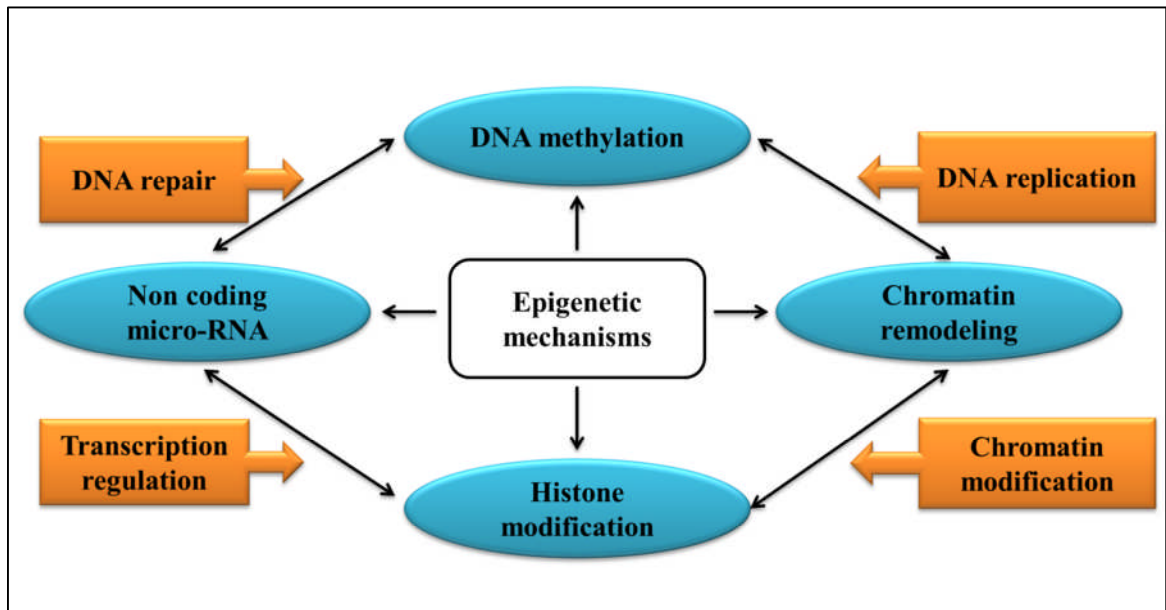 DNA methylation
DNA repair
DNA replication
Non coding
micro-RNA
Epigenetic
mechanisms
Chromatin
remodeling
Transcription
regulation
Histone
modification
Chromatin
modification